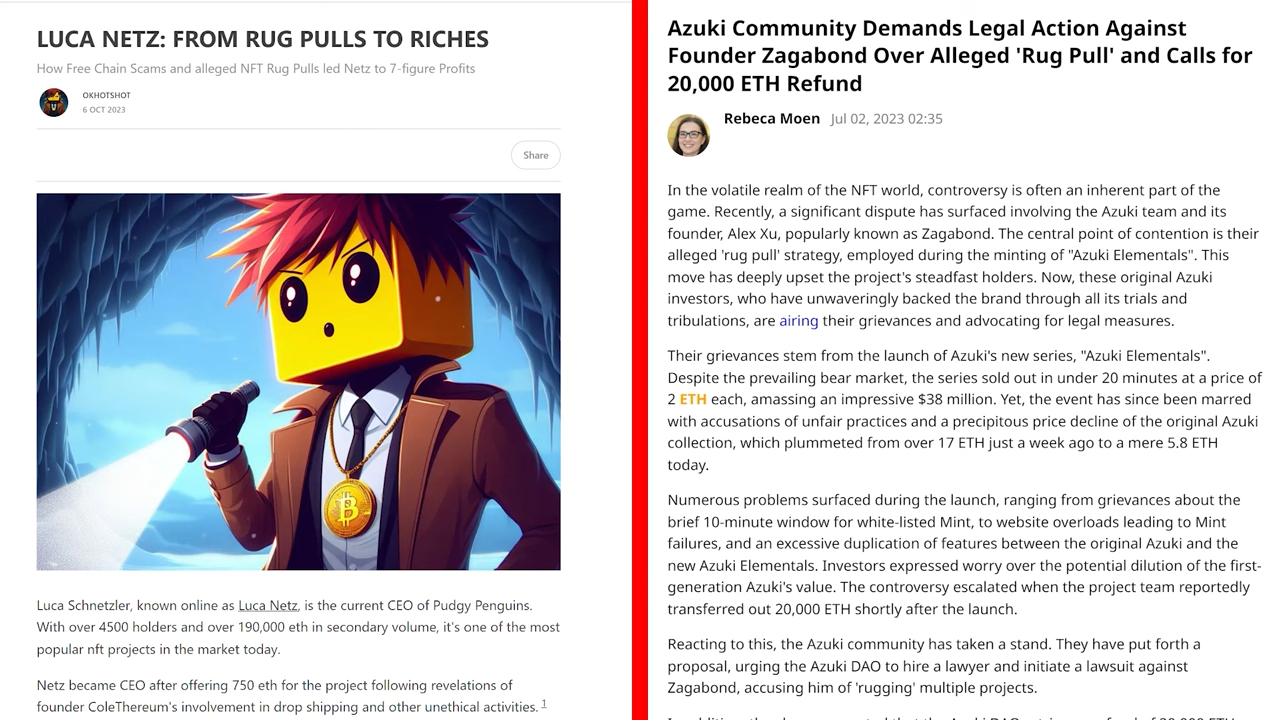 LUCA NETZ: FROM RUG PULLS TO RICHES
How Free Chain Scams and alleged NFT Rug Pulls led Netz to 7-figure Profits
OKHOTSHOT
6 OCT 2023
Share
Luca Schnetzler, known online as Luca Netz, is the current CEO of Pudgy Penguins.
With over 4500 holders and over 190,000 eth in secondary volume, it's one of the most
popular nft projects in the market today.
Netz became CEO after offering 750 eth for the project following revelations of
founder ColeThereum's involvement in drop shipping and other unethical activities. 1
Azuki Community Demands Legal Action Against
Founder Zagabond Over Alleged 'Rug Pull' and Calls for
20,000 ETH Refund
Rebeca Moen Jul 02, 2023 02:35
In the volatile realm of the NFT world, controversy is often an inherent part of the
game. Recently, a significant dispute has surfaced involving the Azuki team and its
founder, Alex Xu, popularly known as Zagabond. The central point of contention is their
alleged 'rug pull' strategy, employed during the minting of "Azuki Elementals". This
move has deeply upset the project's steadfast holders. Now, these original Azuki
investors, who have unwaveringly backed the brand through all its trials and
tribulations, are airing their grievances and advocating for legal measures.
Their grievances stem from the launch of Azuki's new series, "Azuki Elementals".
Despite the prevailing bear market, the series sold out in under 20 minutes at a price of
2 ETH each, amassing an impressive $38 million. Yet, the event has since been marred
with accusations of unfair practices and a precipitous price decline of the original Azuki
collection, which plummeted from over 17 ETH just a week ago to a mere 5.8 ETH
today.
Numerous problems surfaced during the launch, ranging from grievances about the
brief 10-minute window for white-listed Mint, to website overloads leading to Mint
failures, and an excessive duplication of features between the original Azuki and the
new Azuki Elementals. Investors expressed worry over the potential dilution of the first-
generation Azuki's value. The controversy escalated when the project team reportedly
transferred out 20,000 ETH shortly after the launch.
Reacting to this, the Azuki community has taken a stand. They have put forth a
proposal, urging the Azuki DAO to hire a lawyer and initiate a lawsuit against
Zagabond, accusing him of 'rugging' multiple projects.